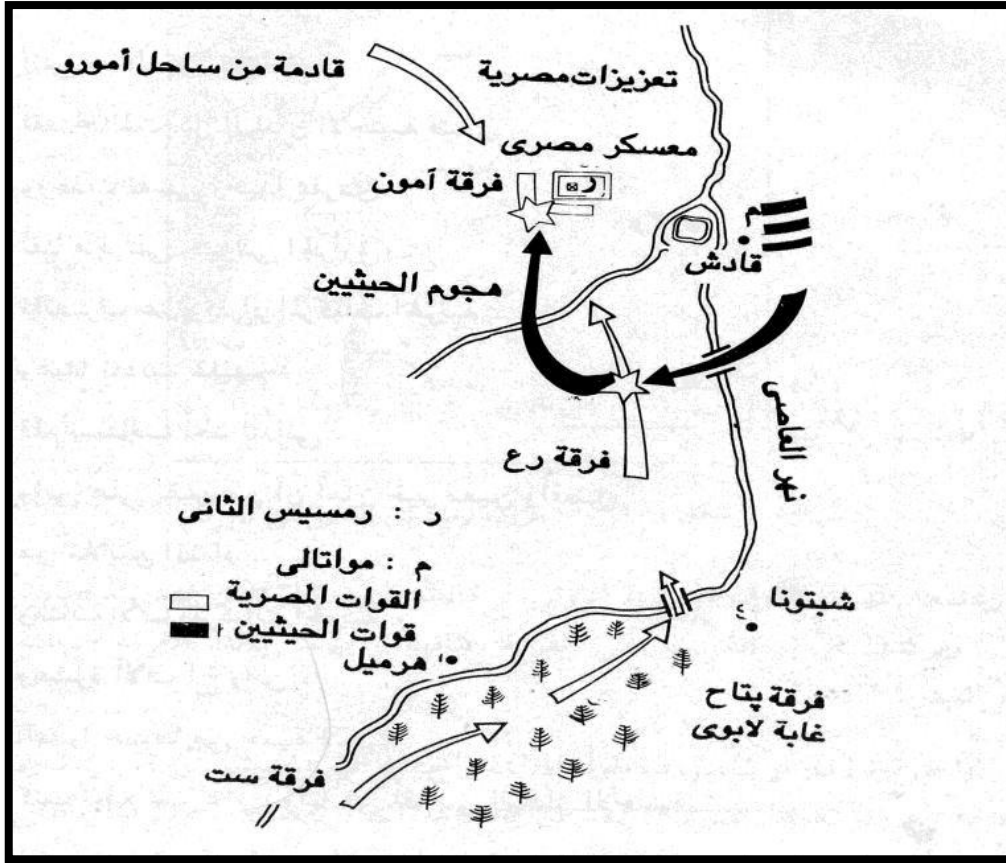 تعزيزات مصرية
قادمة من ساحل أمورو
معسكر مصرى
فرقة آمون
ر
م
قادش
هجوم الحيثيين
نهر العاصى
فرقة رع
ر : رمسيس الثانى
م : مواتالى
القوات المصرية
قوات الحيثيين
شبتونا
هرميل
فرقة پتاح
غابة لابوى
فرقة ست